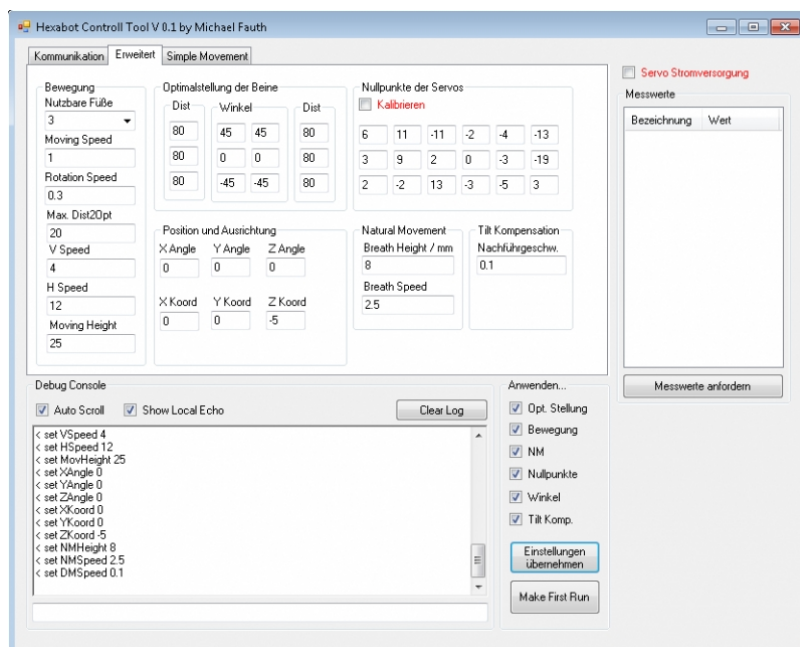 Hexabot Controll Tool V 0.1 by Michael Fauth
Kommunikation Erweitert Simple Movement
Bewegung
Nutzbare Füße
3
Moving Speed
1
Rotation Speed
0.3
Max. Dist2Opt
20
V Speed
4
H Speed
12
Moving Height
25
Optimalstellung der Beine
Dist Winkel Dist
80 45 45 80
80 0 0 80
80 -45 -45 80
Nullpunkte der Servos
Kalibrieren
6 11 -11 -2 -4 -13
3 9 2 0 -3 -19
2 -2 13 -3 -5 3
Position und Ausrichtung
X Angle Y Angle Z Angle
0 0 0
X Koord Y Koord Z Koord
0 0 -5
Natural Movement
Breath Height / mm
8
Breath Speed
2.5
Tilt Kompensation
Nachführgeschw.
0.1
Servo Stromversorgung
Messwerte
Bezeichnung Wert
Messwerte anfordern
Debug Console
Auto Scroll Show Local Echo Clear Log
< set VSpeed 4
< set HSpeed 12
< set MovHeight 25
< set XAngle 0
< set YAngle 0
< set ZAngle 0
< set XKoord 0
< set YKoord 0
< set ZKoord -5
< set NMHeight 8
< set NMSpeed 2.5
< set DMSpeed 0.1
Anwenden...
Opt. Stellung
Bewegung
NM
Nullpunkte
Winkel
Tilt Komp.
Einstellungen
übernehmen
Make First Run